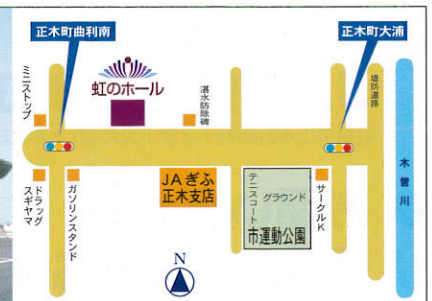 正木町曲利南
正木町大浦
ミニストップ
虹のホール
湛水防除碑
堤防道路
木曽川
ドラッグ
スギヤマ
ガソリンスタンド
JAぎふ
正木支店
テニスコート
グラウンド
市運動公園
サークルK
N